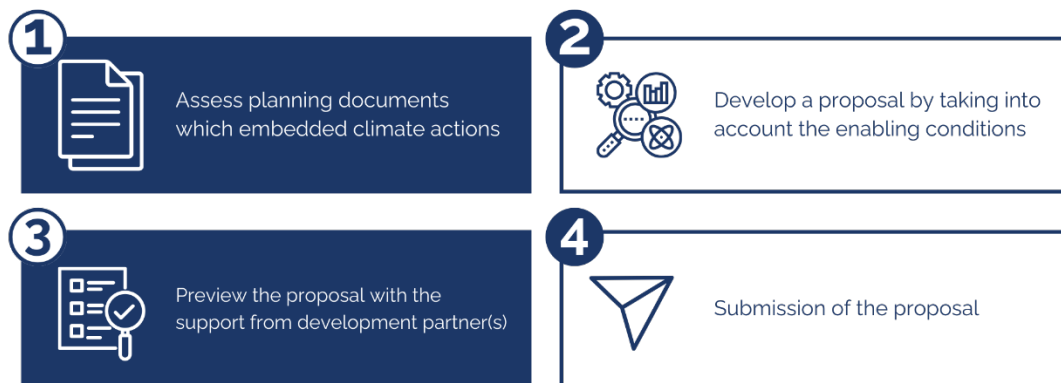 1
Assess planning documents
which embedded climate actions
2
Develop a proposal by taking into
account the enabling conditions
3
Preview the proposal with the
support from development partner(s)
4
Submission of the proposal